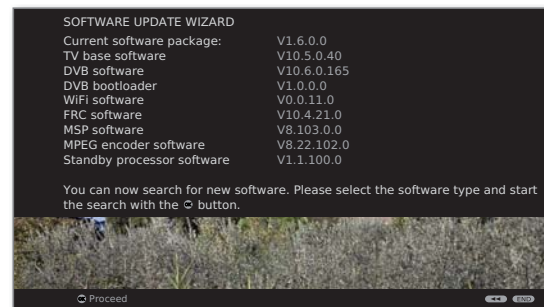 SOFTWARE UPDATE WIZARD
Current software package: V1.6.0.0
TV base software V10.5.0.40
DVB software V10.6.0.165
DVB bootloader V1.0.0.0
WiFi software V0.0.11.0
FRC software V10.4.21.0
MSP software V8.103.0.0
MPEG encoder software V8.22.102.0
Standby processor software V1.1.100.0
You can now search for new software. Please select the software type and start
the search with the OK button.
OK Proceed END